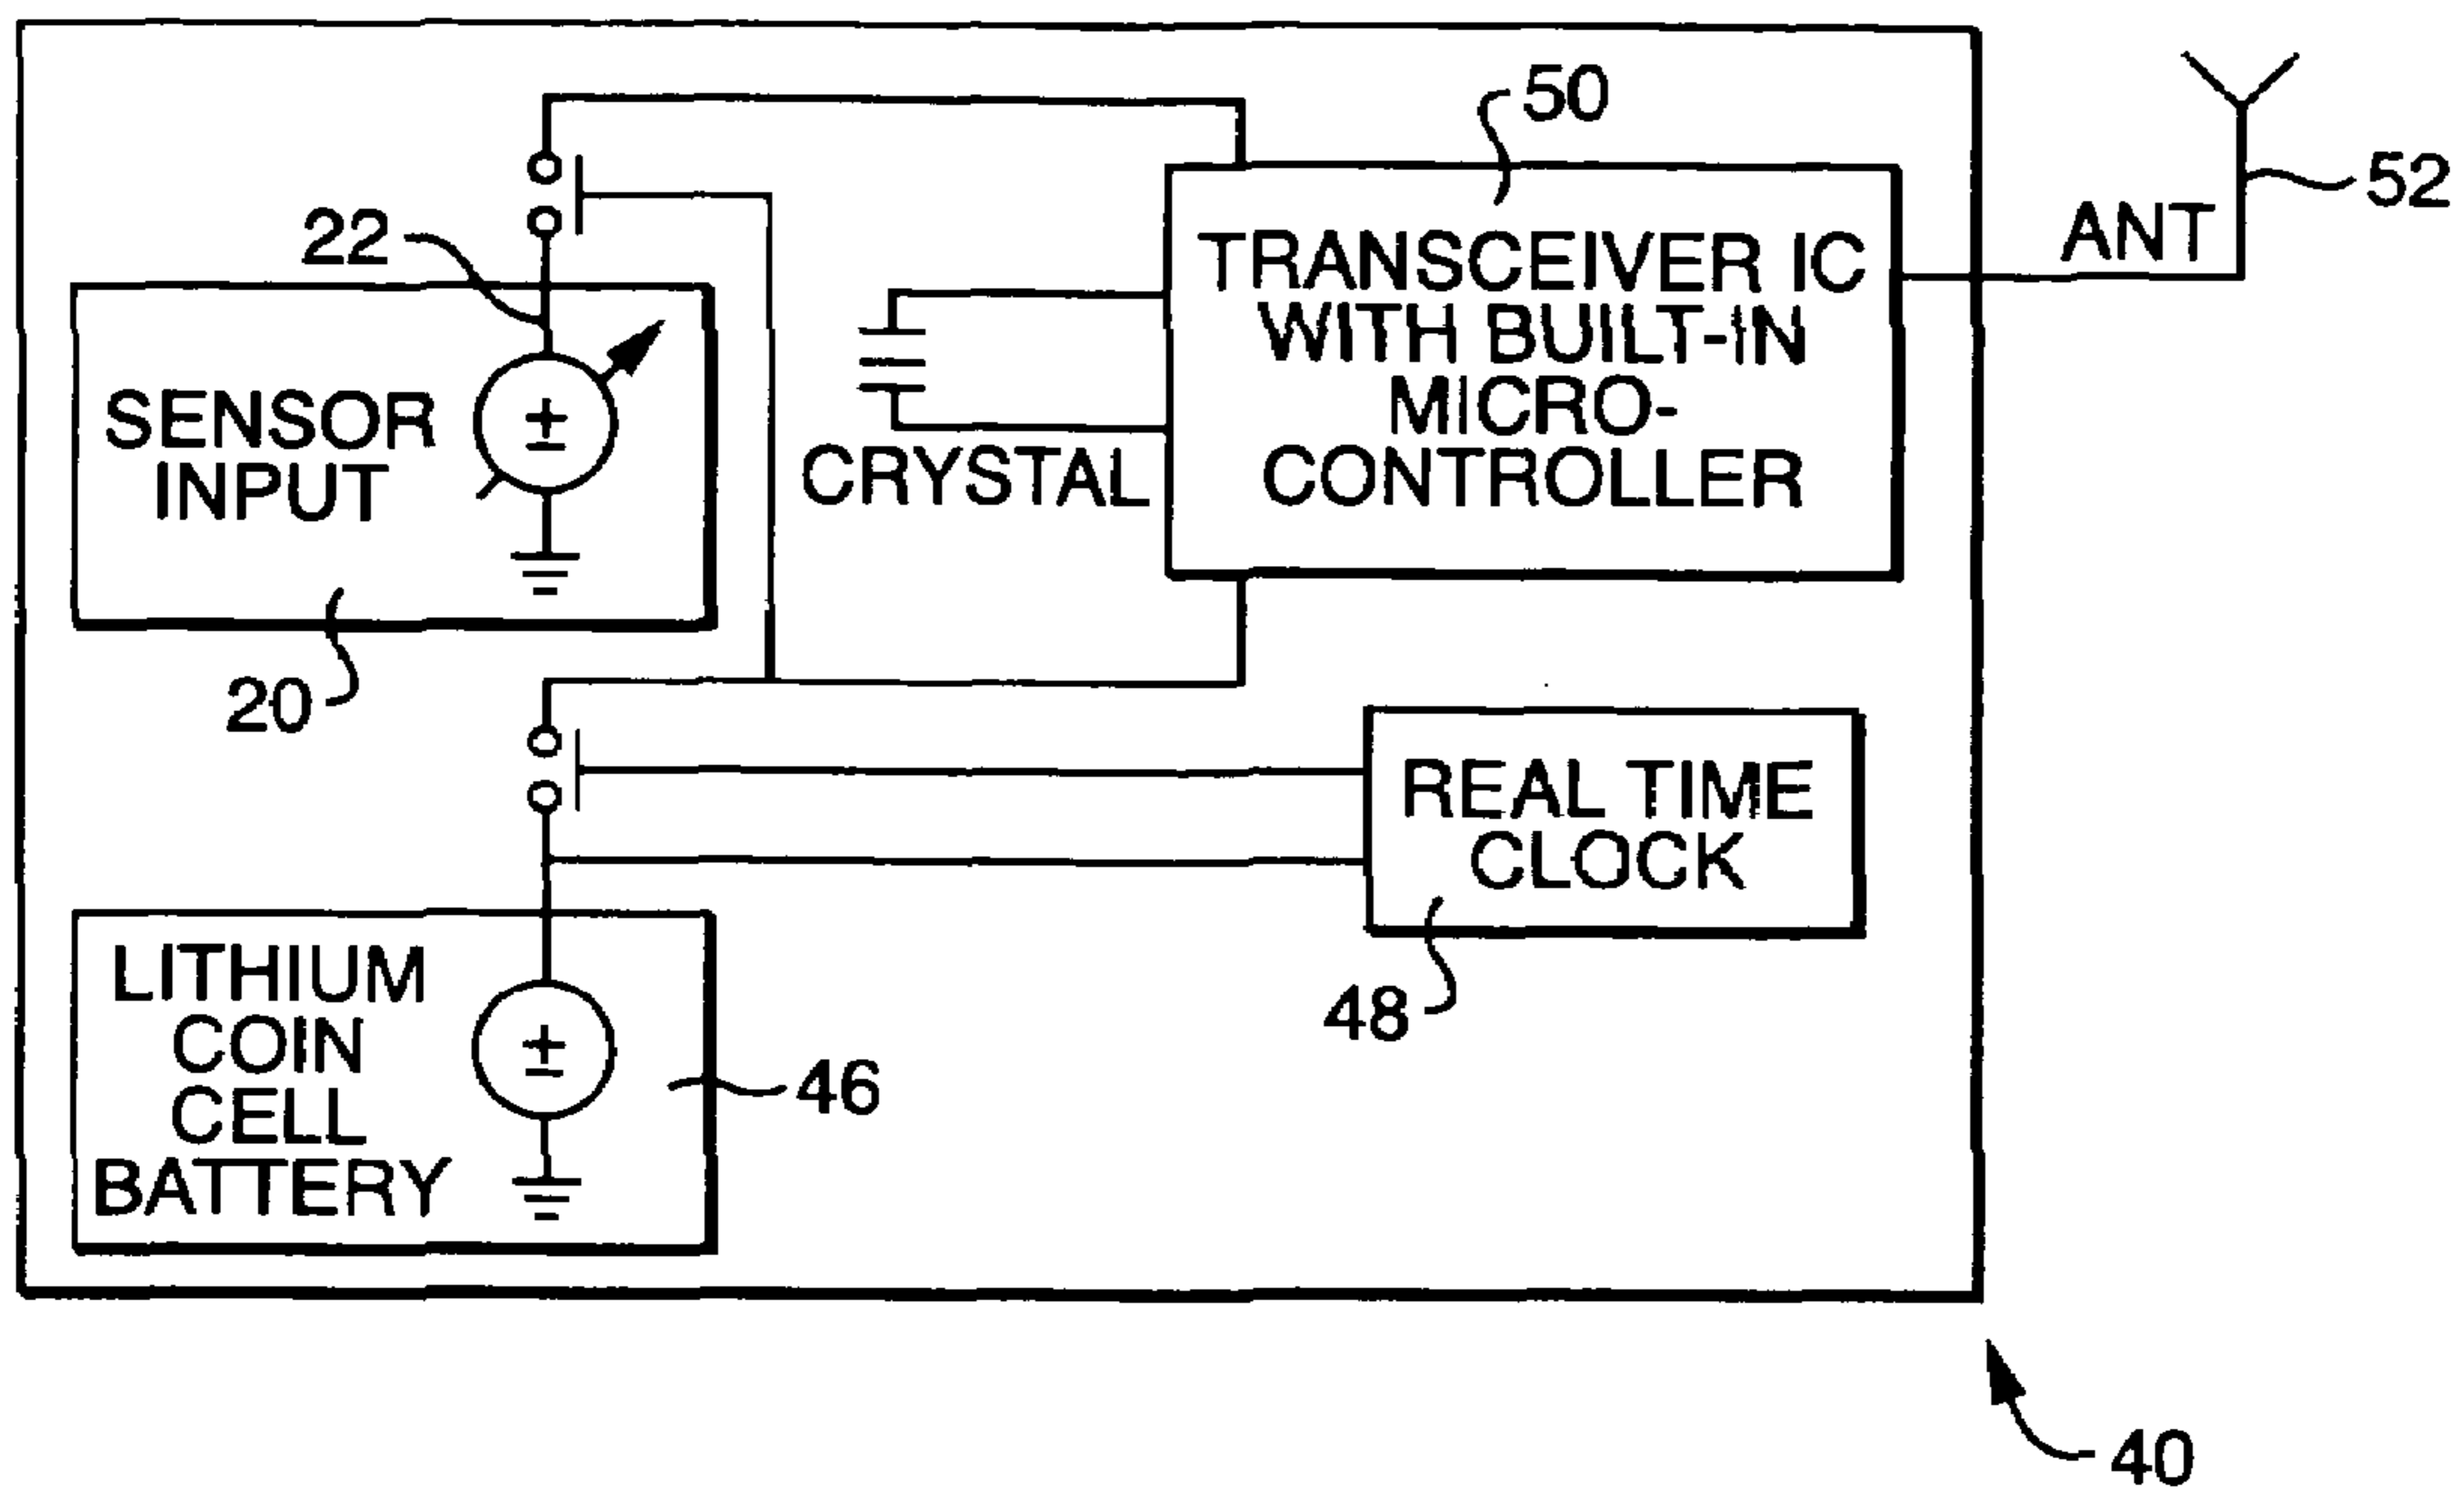 50
52
ANT
22
TRANSCEIVER IC
WITH BUILT-IN
MICRO-
CONTROLLER
SENSOR
INPUT
±
CRYSTAL
20
REAL TIME
CLOCK
48
LITHIUM
COIN
CELL
BATTERY
±
46
40